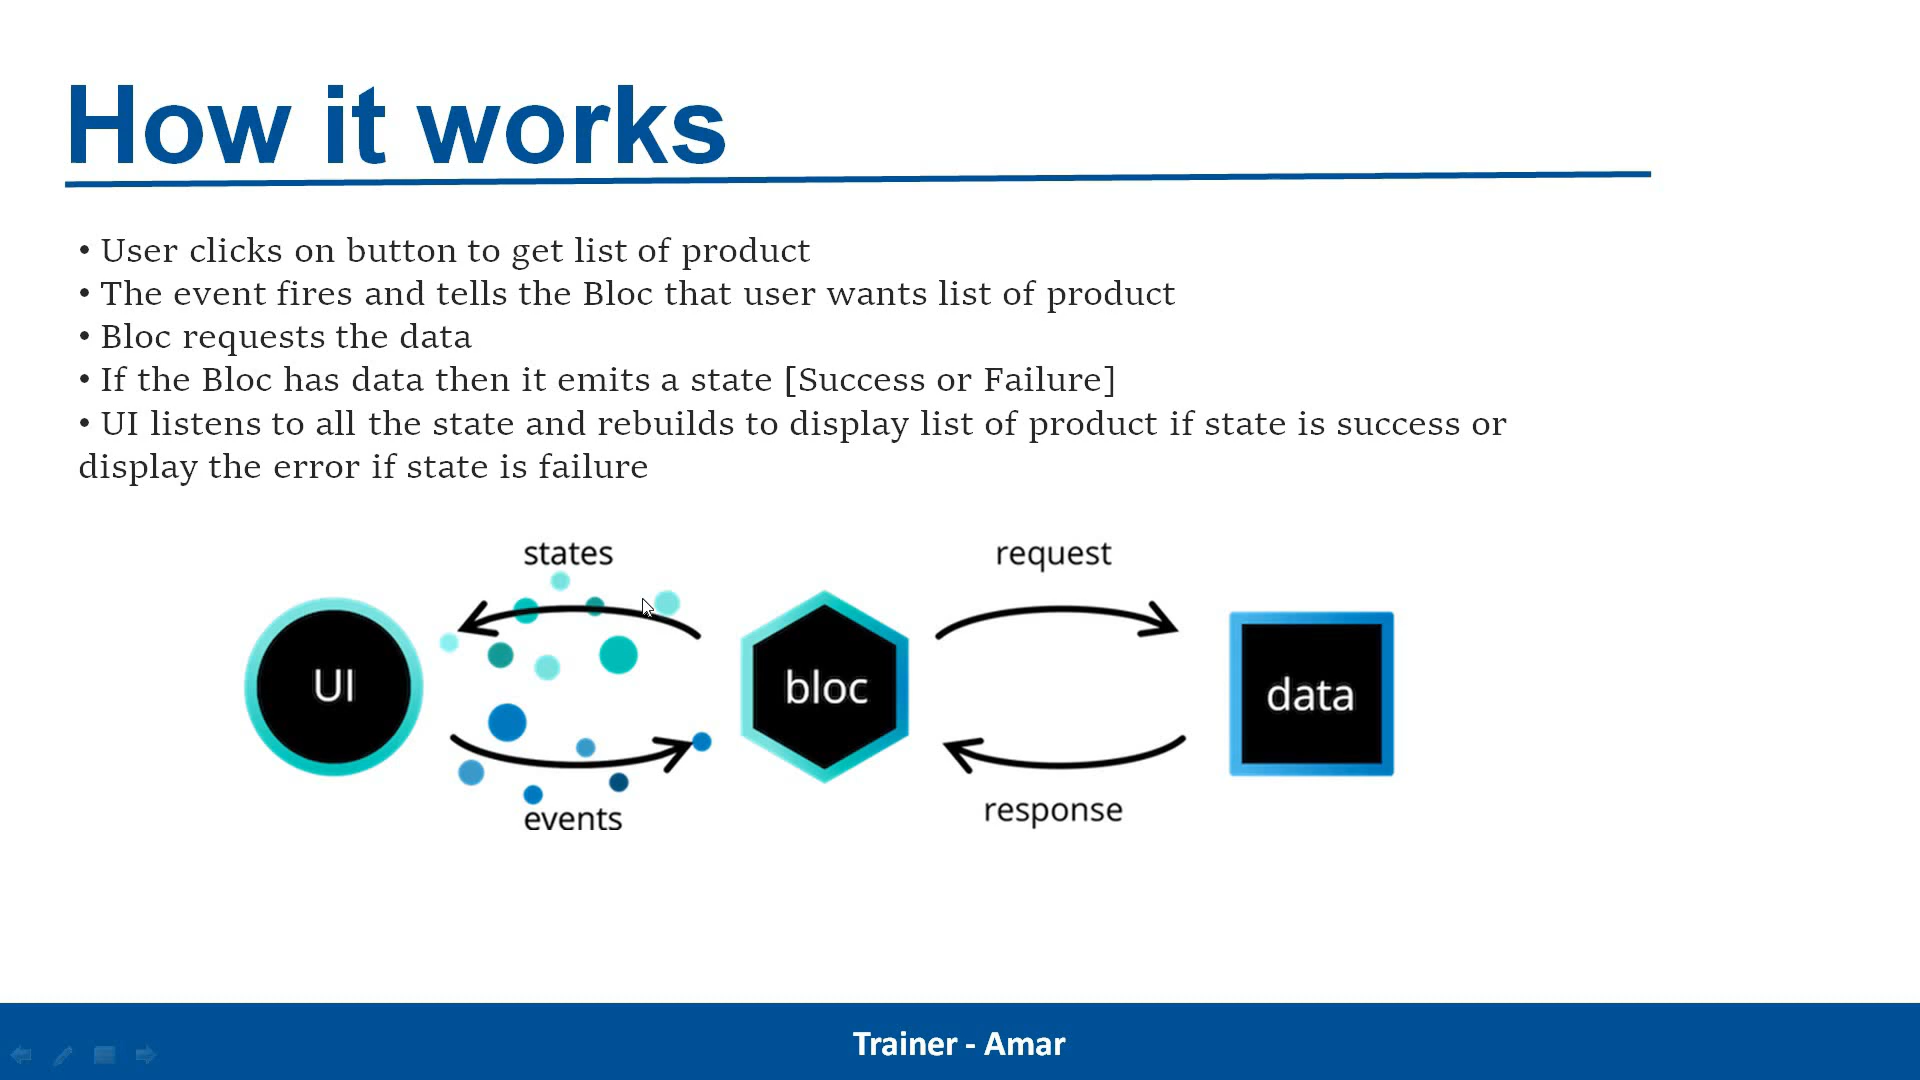 How it works
• User clicks on button to get list of product
• The event fires and tells the Bloc that user wants list of product
• Bloc requests the data
• If the Bloc has data then it emits a state [Success or Failure]
• UI listens to all the state and rebuilds to display list of product if state is success or
display the error if state is failure
states
request
UI
bloc
data
events
response
Trainer - Amar